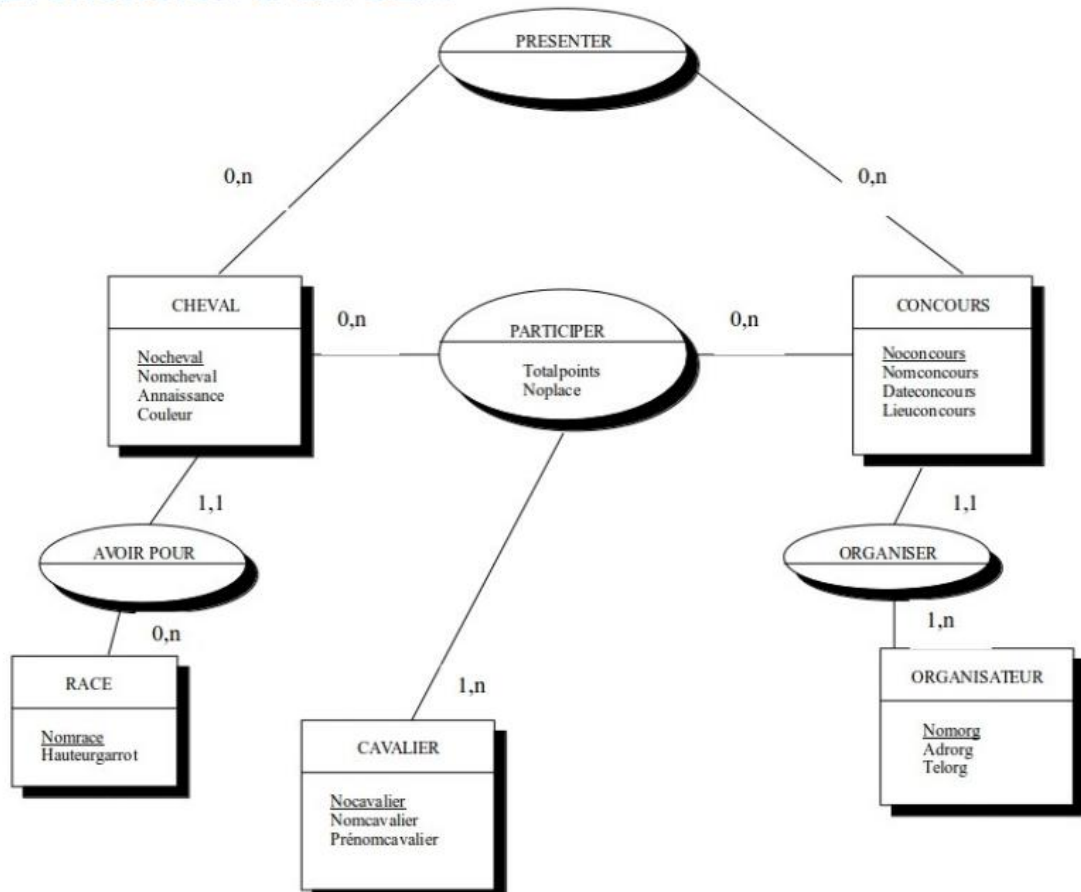 PRESENTER
0,n
0,n
CHEVAL
Nocheval
Nomcheval
Annaissance
Couleur
0,n
PARTICIPER
Totalpoints
Noplace
0,n
CONCOURS
Noconcours
Nomconcours
Dateconcours
Lieuconcours
1,1
AVOIR POUR
0,n
RACE
Nomrace
Hauteurgarrot
1,n
CAVALIER
Nocavalier
Nomcavalier
Prénomcavalier
1,1
ORGANISER
1,n
ORGANISATEUR
Nomorg
Adrorg
Telorg